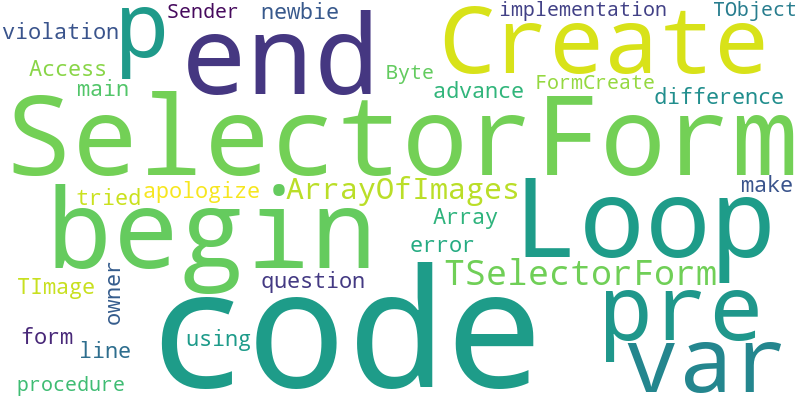 violation
p
Sender
newbie
implementation
TObject
end
Create
Access
main
Byte
advance
FormCreate
difference
SelectorForm
begin
tried
apologize
ArrayOfImages
Loop
make
Array
error
TSelectorForm
question
TImage
owner
code
using
pre
form
line
var
procedure